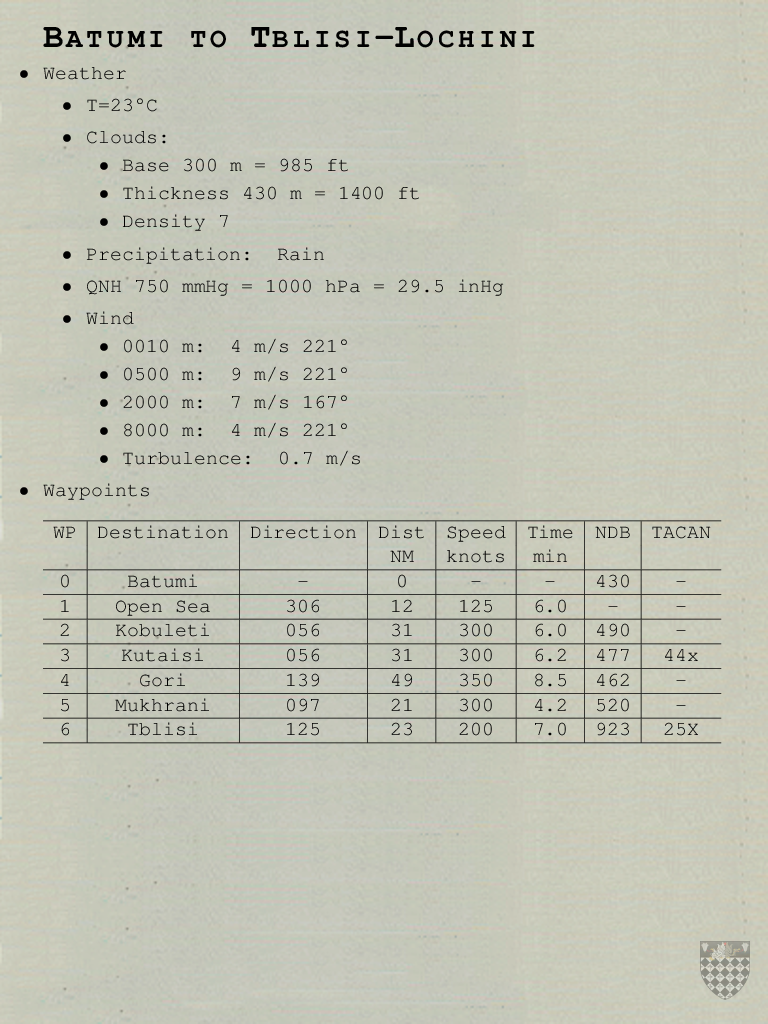 BATUMI TO TBLISI–LOCHINI
• Weather
• T=23°C
• Clouds:
• Base 300 m = 985 ft
• Thickness 430 m = 1400 ft
• Density 7
• Precipitation: Rain
• QNH 750 mmHg = 1000 hPa = 29.5 inHg
• Wind
• 0010 m: 4 m/s 221°
• 0500 m: 9 m/s 221°
• 2000 m: 7 m/s 167°
• 8000 m: 4 m/s 221°
• Turbulence: 0.7 m/s
• Waypoints
WP Destination Direction Dist Speed Time NDB TACAN
NM knots min
0 Batumi – 0 – – 430 –
1 Open Sea 306 12 125 6.0 – –
2 Kobuleti 056 31 300 6.0 490 –
3 Kutaisi 056 31 300 6.2 477 44x
4 Gori 139 49 350 8.5 462 –
5 Mukhrani 097 21 300 4.2 520 –
6 Tblisi 125 23 200 7.0 923 25X